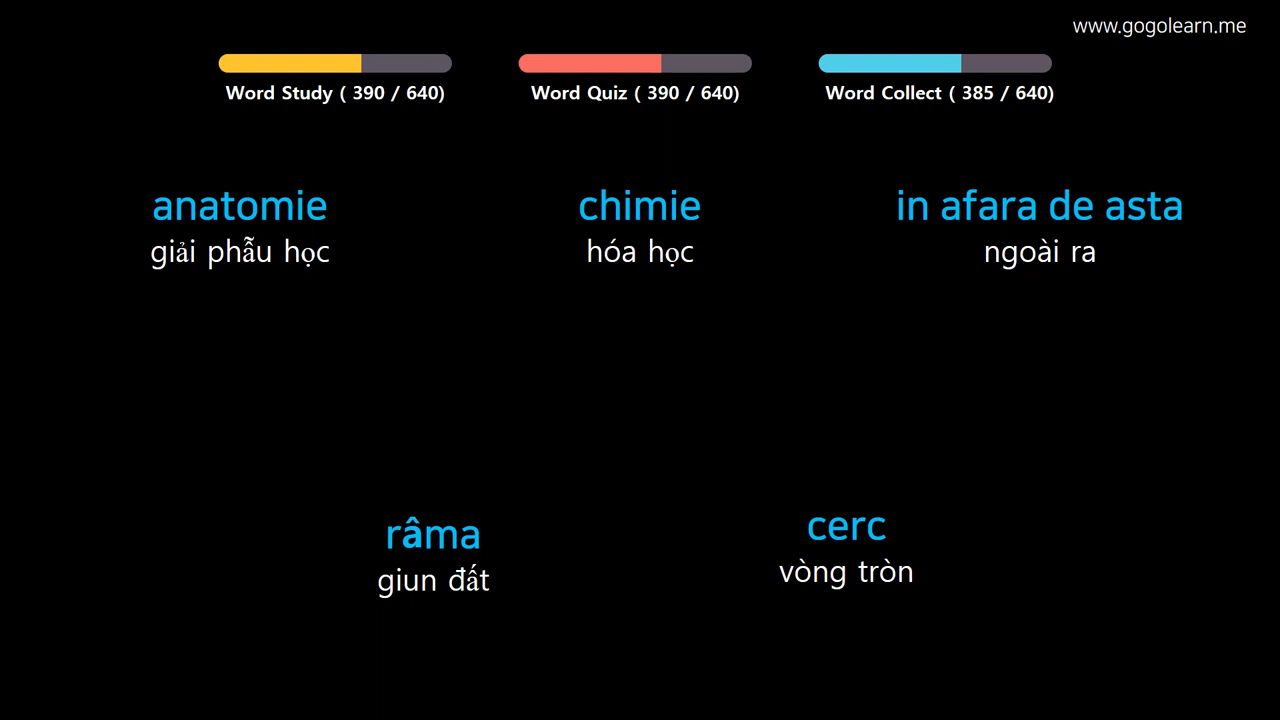 www.gogolearn.me
Word Study ( 390 / 640)
Word Quiz ( 390 / 640)
Word Collect ( 385 / 640)
anatomie
giải phẫu học
chimie
hóa học
in afara de asta
ngoài ra
râma
giun đất
cerc
vòng tròn